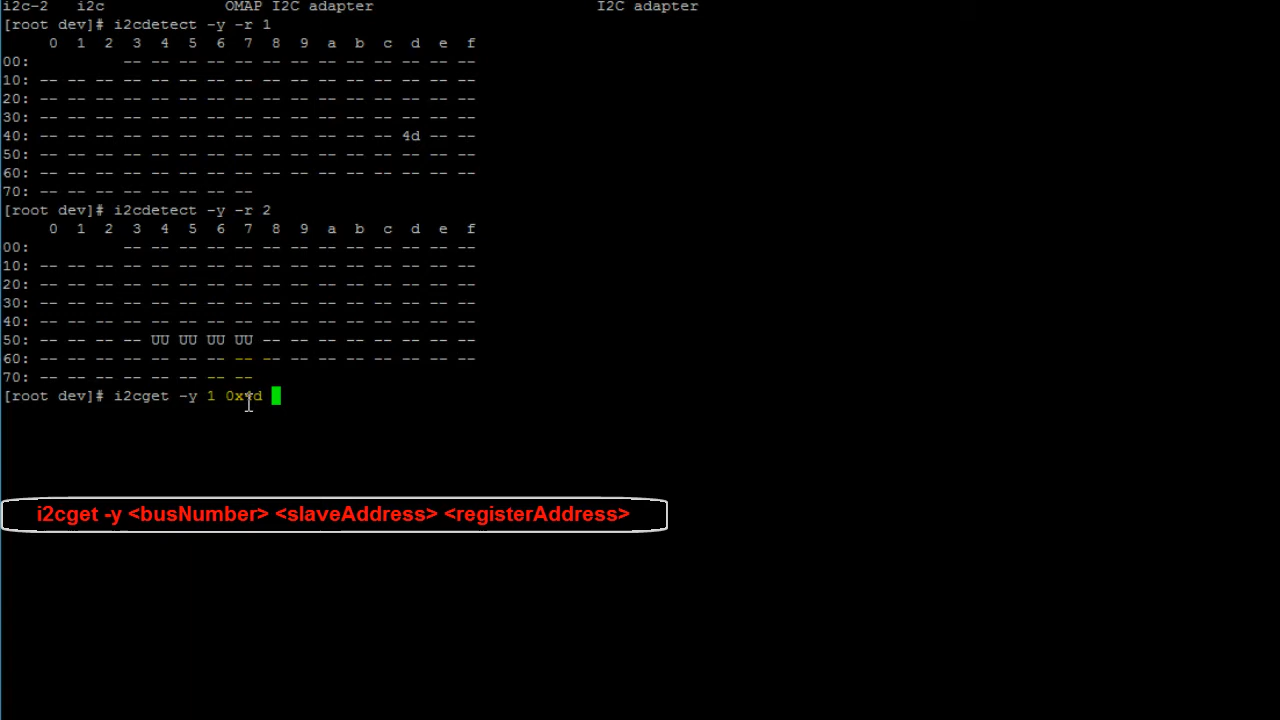 i2c-2   i2c             OMAP I2C adapter                        I2C adapter
[root dev]# i2cdetect -y -r 1
     0  1  2  3  4  5  6  7  8  9  a  b  c  d  e  f
00:          -- -- -- -- -- -- -- -- -- -- -- -- --
10: -- -- -- -- -- -- -- -- -- -- -- -- -- -- -- --
20: -- -- -- -- -- -- -- -- -- -- -- -- -- -- -- --
30: -- -- -- -- -- -- -- -- -- -- -- -- -- -- -- --
40: -- -- -- -- -- -- -- -- -- -- -- -- -- 4d -- --
50: -- -- -- -- -- -- -- -- -- -- -- -- -- -- -- --
60: -- -- -- -- -- -- -- -- -- -- -- -- -- -- -- --
70: -- -- -- -- -- -- -- --
[root dev]# i2cdetect -y -r 2
     0  1  2  3  4  5  6  7  8  9  a  b  c  d  e  f
00:          -- -- -- -- -- -- -- -- -- -- -- -- --
10: -- -- -- -- -- -- -- -- -- -- -- -- -- -- -- --
20: -- -- -- -- -- -- -- -- -- -- -- -- -- -- -- --
30: -- -- -- -- -- -- -- -- -- -- -- -- -- -- -- --
40: -- -- -- -- -- -- -- -- -- -- -- -- -- -- -- --
50: -- -- -- -- UU UU UU UU -- -- -- -- -- -- -- --
60: -- -- -- -- -- -- -- -- -- -- -- -- -- -- -- --
70: -- -- -- -- -- -- -- --
[root dev]# i2cget -y 1 0x4d
i2cget -y <busNumber> <slaveAddress> <registerAddress>